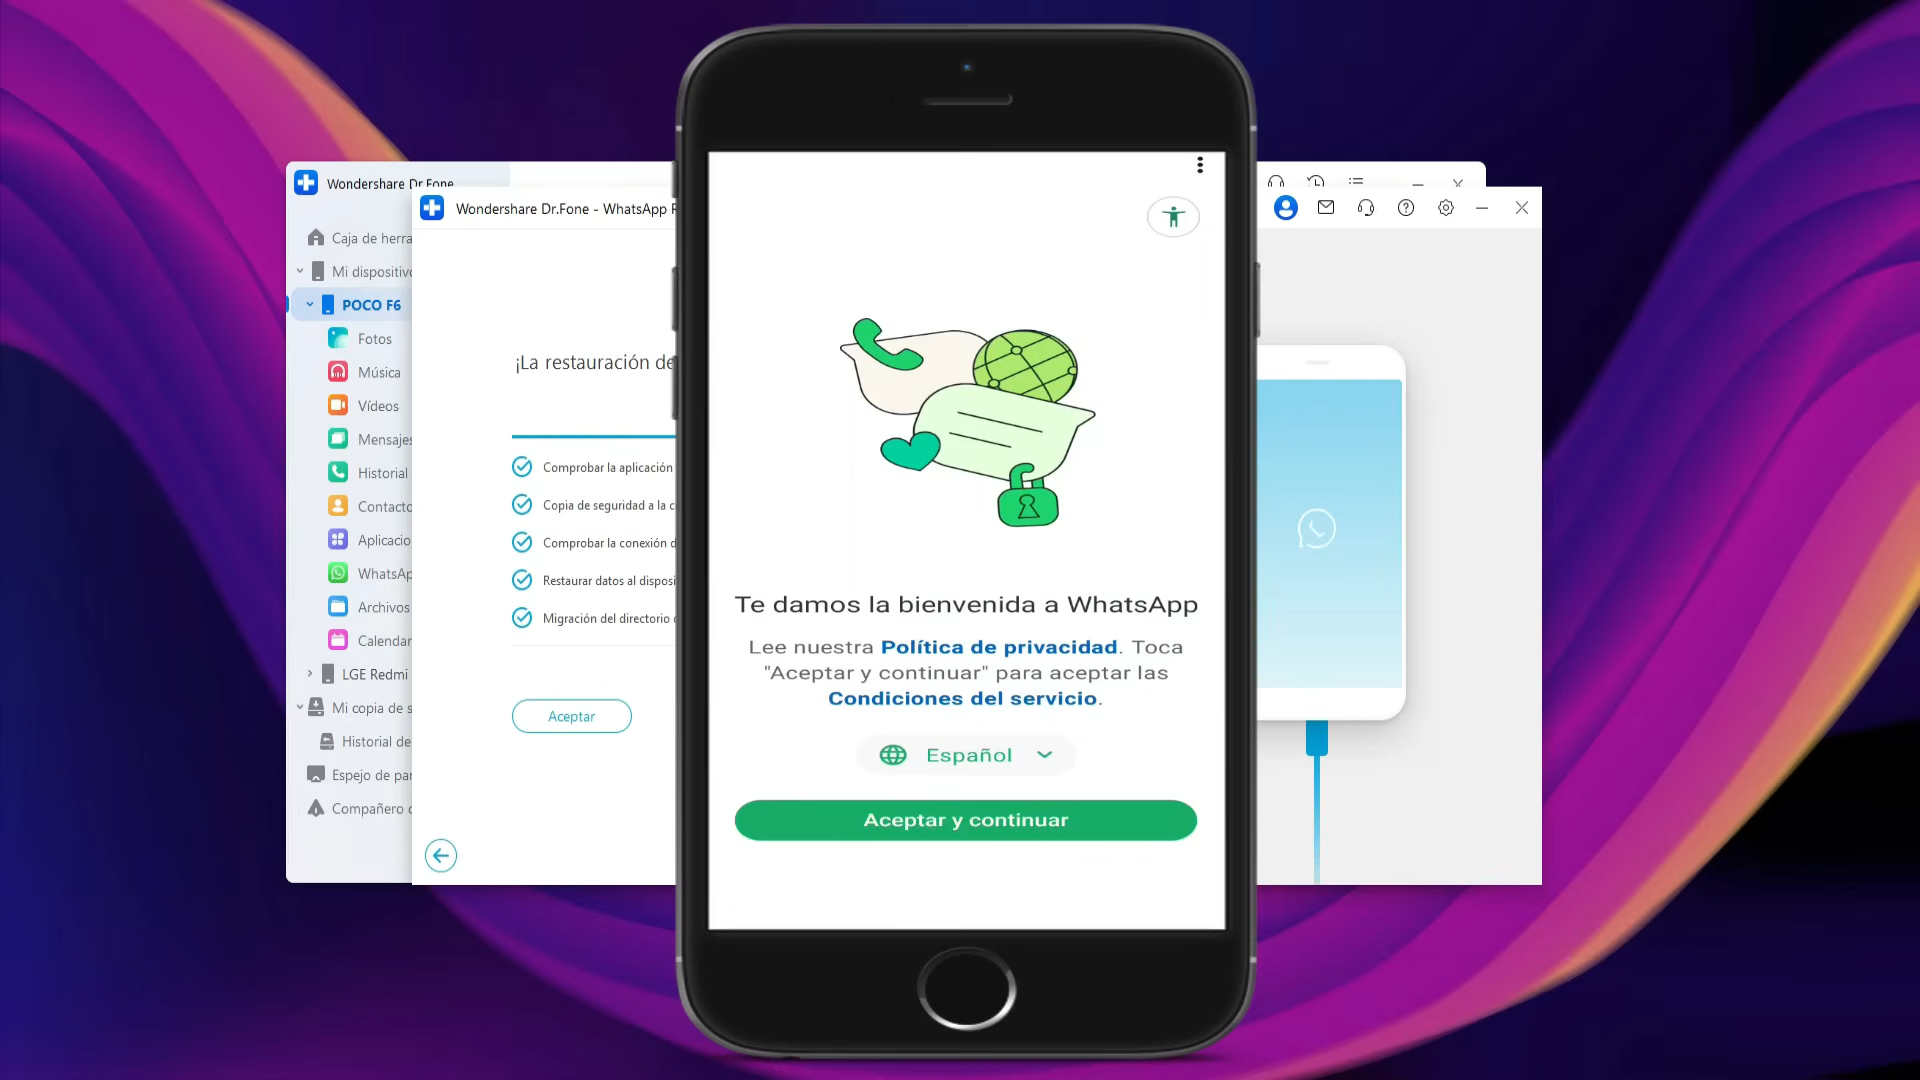 Wondershare Dr.Fone
Caja de herra
Mi dispositivo
POCO F6
Fotos
Música
Vídeos
Mensajes
Historial
Contacto
Aplicacio
WhatsAp
Archivos
Calendar
LGE Redmi
Mi copia de s
Historial de
Espejo de par
Compañero
Wondershare Dr.Fone - WhatsApp R
¡La restauración de
Comprobar la aplicación
Copia de seguridad a la c
Comprobar la conexión d
Restaurar datos al disposi
Migración del directorio
Aceptar
Te damos la bienvenida a WhatsApp
Lee nuestra Política de privacidad. Toca
"Aceptar y continuar" para aceptar las
Condiciones del servicio.
Español
Aceptar y continuar